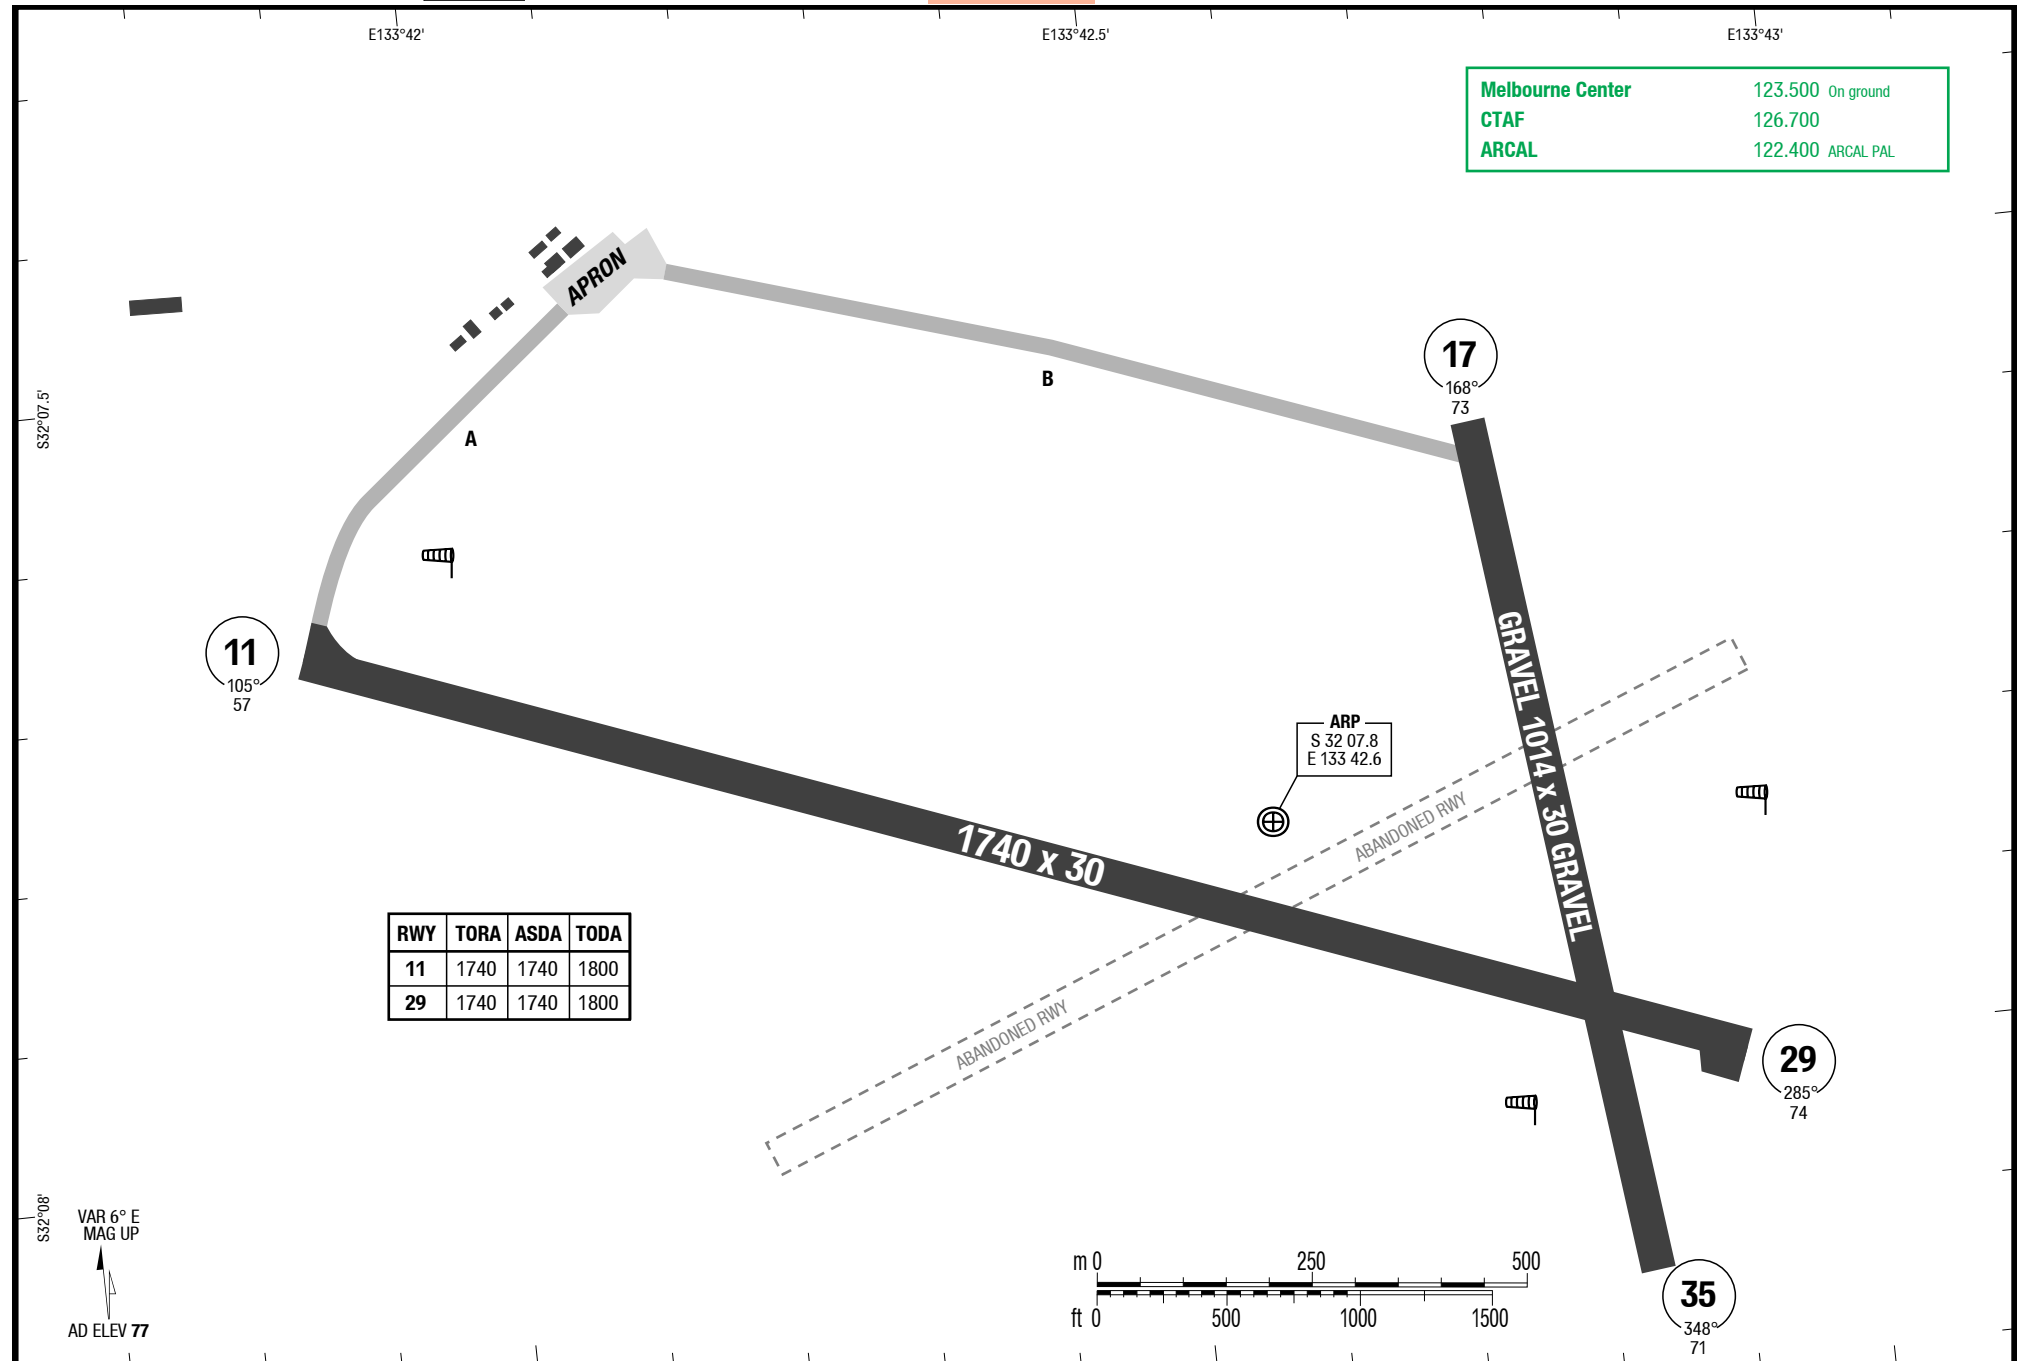 E133°42'
E133°42.5'
E133°43'
Melbourne Center 123.500 On ground
CTAF 126.700
ARCAL 122.400 ARCAL PAL
APRON
17
168°
73
B
S32°07.5'
A
11
105°
57
GRAVEL 1014 x 30 GRAVEL
ARP
S 32 07.8
E 133 42.6
ABANDONED RWY
1740 x 30
RWY TORA ASDA TODA
11 1740 1740 1800
29 1740 1740 1800
ABANDONED RWY
29
285°
74
S32°08'
VAR 6° E
MAG UP
AD ELEV 77
m 0 250 500
ft 0 500 1000 1500
35
348°
71